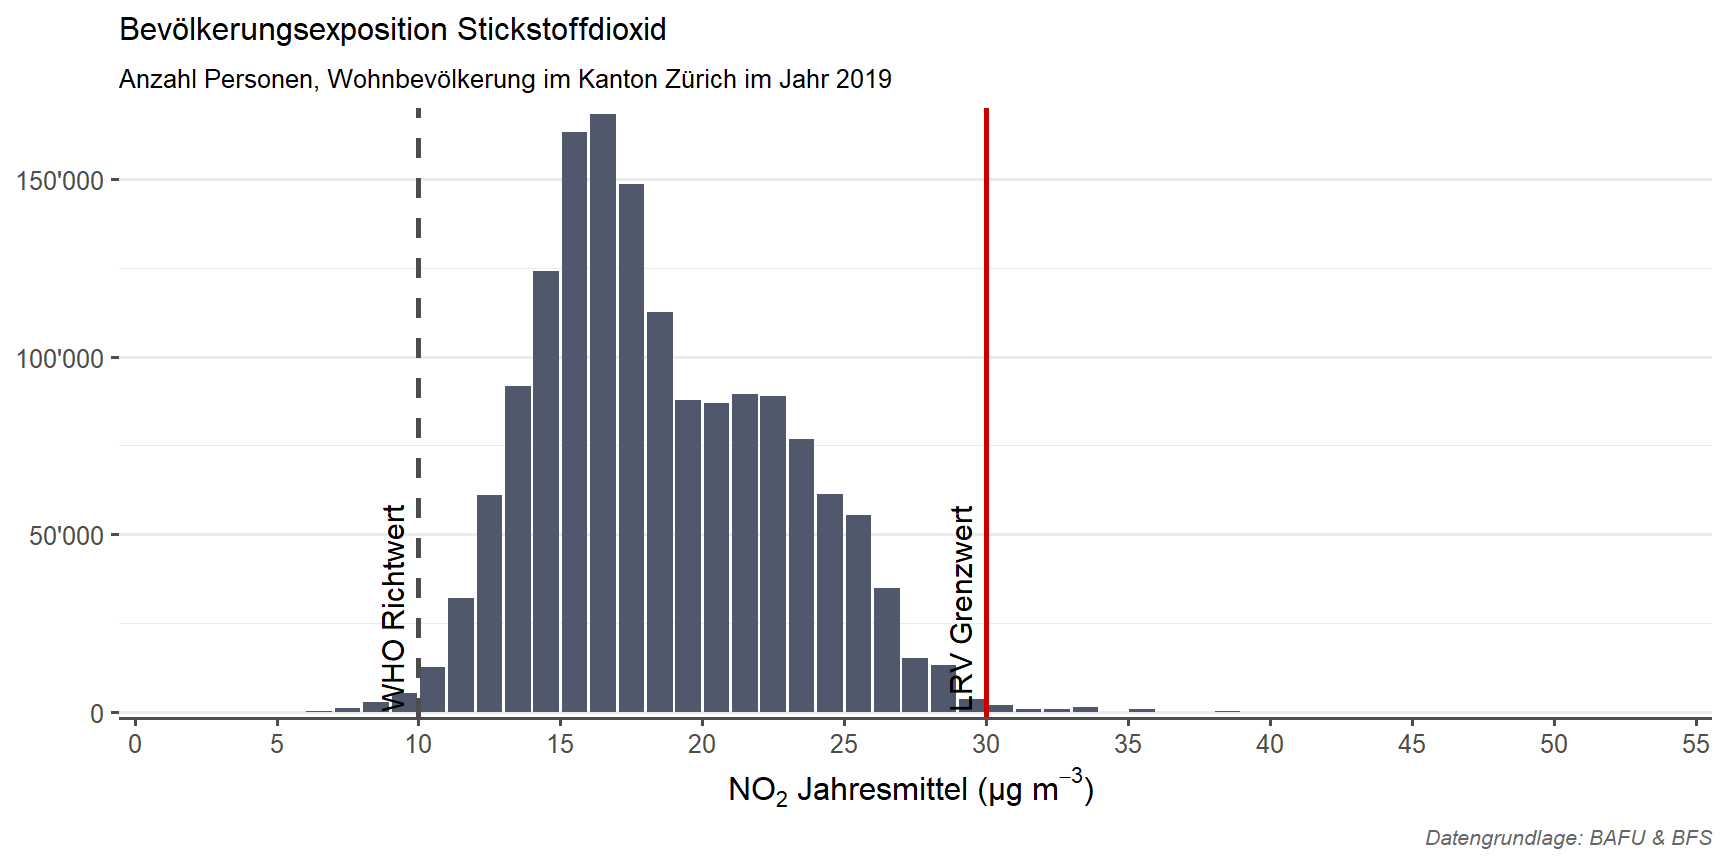 Bevölkerungsexposition Stickstoffdioxid
Anzahl Personen, Wohnbevölkerung im Kanton Zürich im Jahr 2019
150'000
100'000
50'000
0
WHO Richtwert
LRV Grenzwert
0 5 10 15 20 25 30 35 40 45 50 55
NO₂ Jahresmittel (µg m⁻³)
Datengrundlage: BAFU & BFS